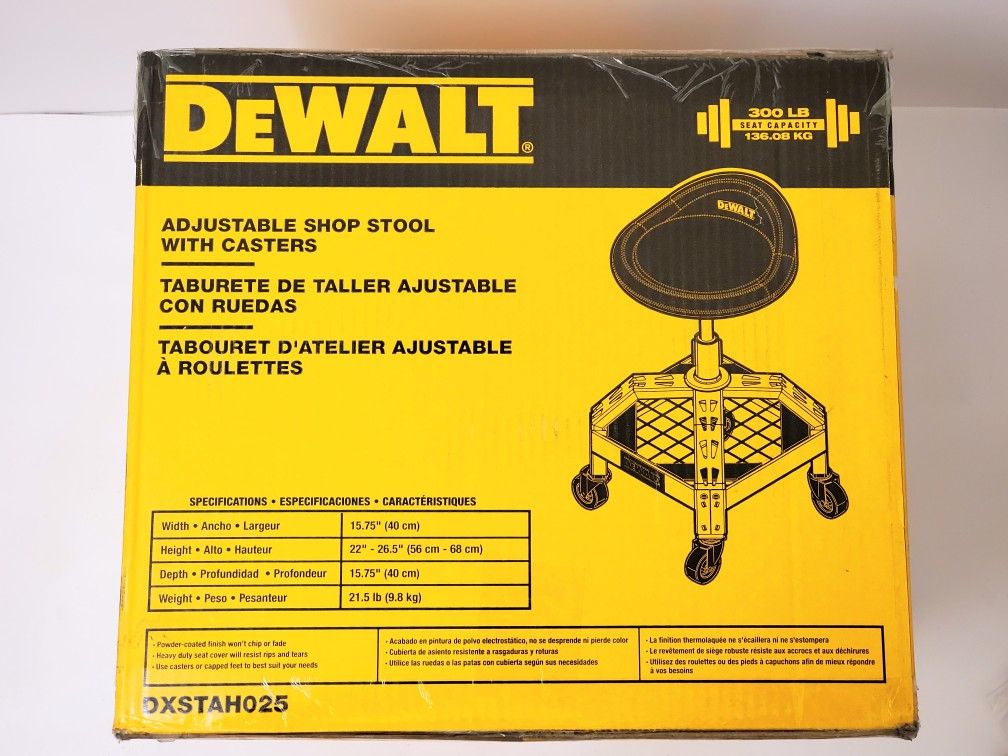 DEWALT®
300 LB
SEAT CAPACITY
136.08 KG
DEWALT
ADJUSTABLE SHOP STOOL
WITH CASTERS
TABURETE DE TALLER AJUSTABLE
CON RUEDAS
TABOURET D'ATELIER AJUSTABLE
À ROULETTES
DEWALT
SPECIFICATIONS • ESPECIFICACIONES • CARACTÉRISTIQUES
Width • Ancho • Largeur 15.75" (40 cm)
Height • Alto • Hauteur 22" - 26.5" (56 cm - 68 cm)
Depth • Profundidad • Profondeur 15.75" (40 cm)
Weight • Peso • Pesanteur 21.5 lb (9.8 kg)
· Powder-coated finish won't chip or fade
· Heavy duty seat cover will resist rips and tears
· Use casters or capped feet to best suit your needs
· Acabado en pintura de polvo electrostático, no se desprende ni pierde color
· Cubierta de asiento resistente a rasgaduras y roturas
· Utilice las ruedas o las patas con cubierta según sus necesidades
· La finition thermolaquée ne s'écaillera ni ne s'estompera
· Le revêtement de siège robuste résiste aux accrocs et aux déchirures
· Utilisez des roulettes ou des pieds à capuchons afin de mieux répondre
à vos besoins
DXSTAH025